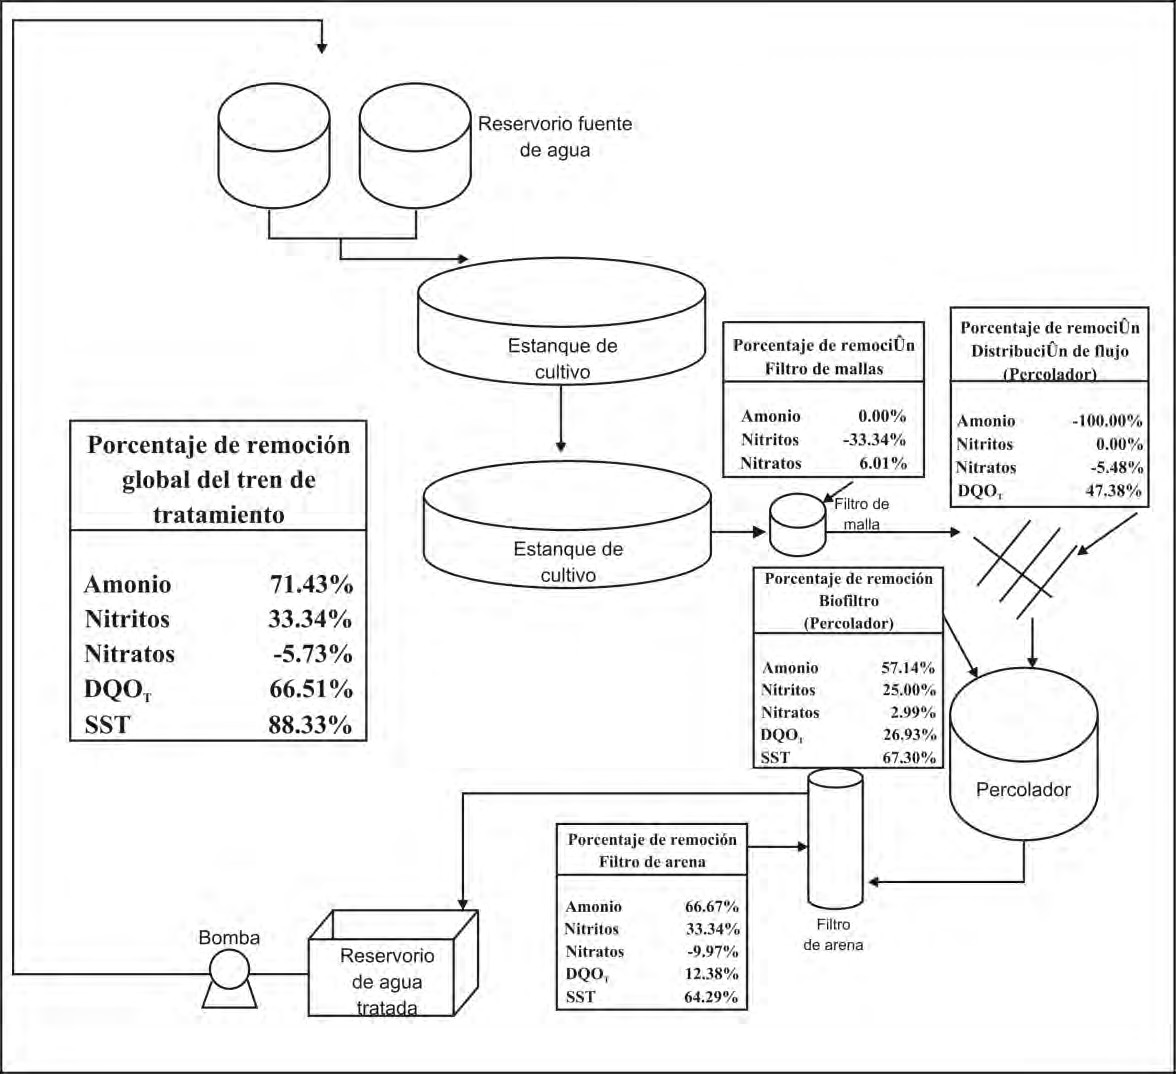 Reservorio fuente
de agua
Estanque de
cultivo
Porcentaje de remociÛn
Filtro de mallas
Amonio 0.00%
Nitritos -33.34%
Nitratos 6.01%
Porcentaje de remociÛn
DistribuciÛn de flujo
(Percolador)
Amonio -100.00%
Nitritos 0.00%
Nitratos -5.48%
DQOT 47.38%
Porcentaje de remoción
global del tren de
tratamiento
Amonio 71.43%
Nitritos 33.34%
Nitratos -5.73%
DQOT 66.51%
SST 88.33%
Estanque de
cultivo
Filtro de
malla
Porcentaje de remoción
Biofiltro
(Percolador)
Amonio 57.14%
Nitritos 25.00%
Nitratos 2.99%
DQOT 26.93%
SST 67.30%
Percolador
Porcentaje de remoción
Filtro de arena
Amonio 66.67%
Nitritos 33.34%
Nitratos -9.97%
DQOT 12.38%
SST 64.29%
Filtro
de arena
Bomba
Reservorio
de agua
tratada